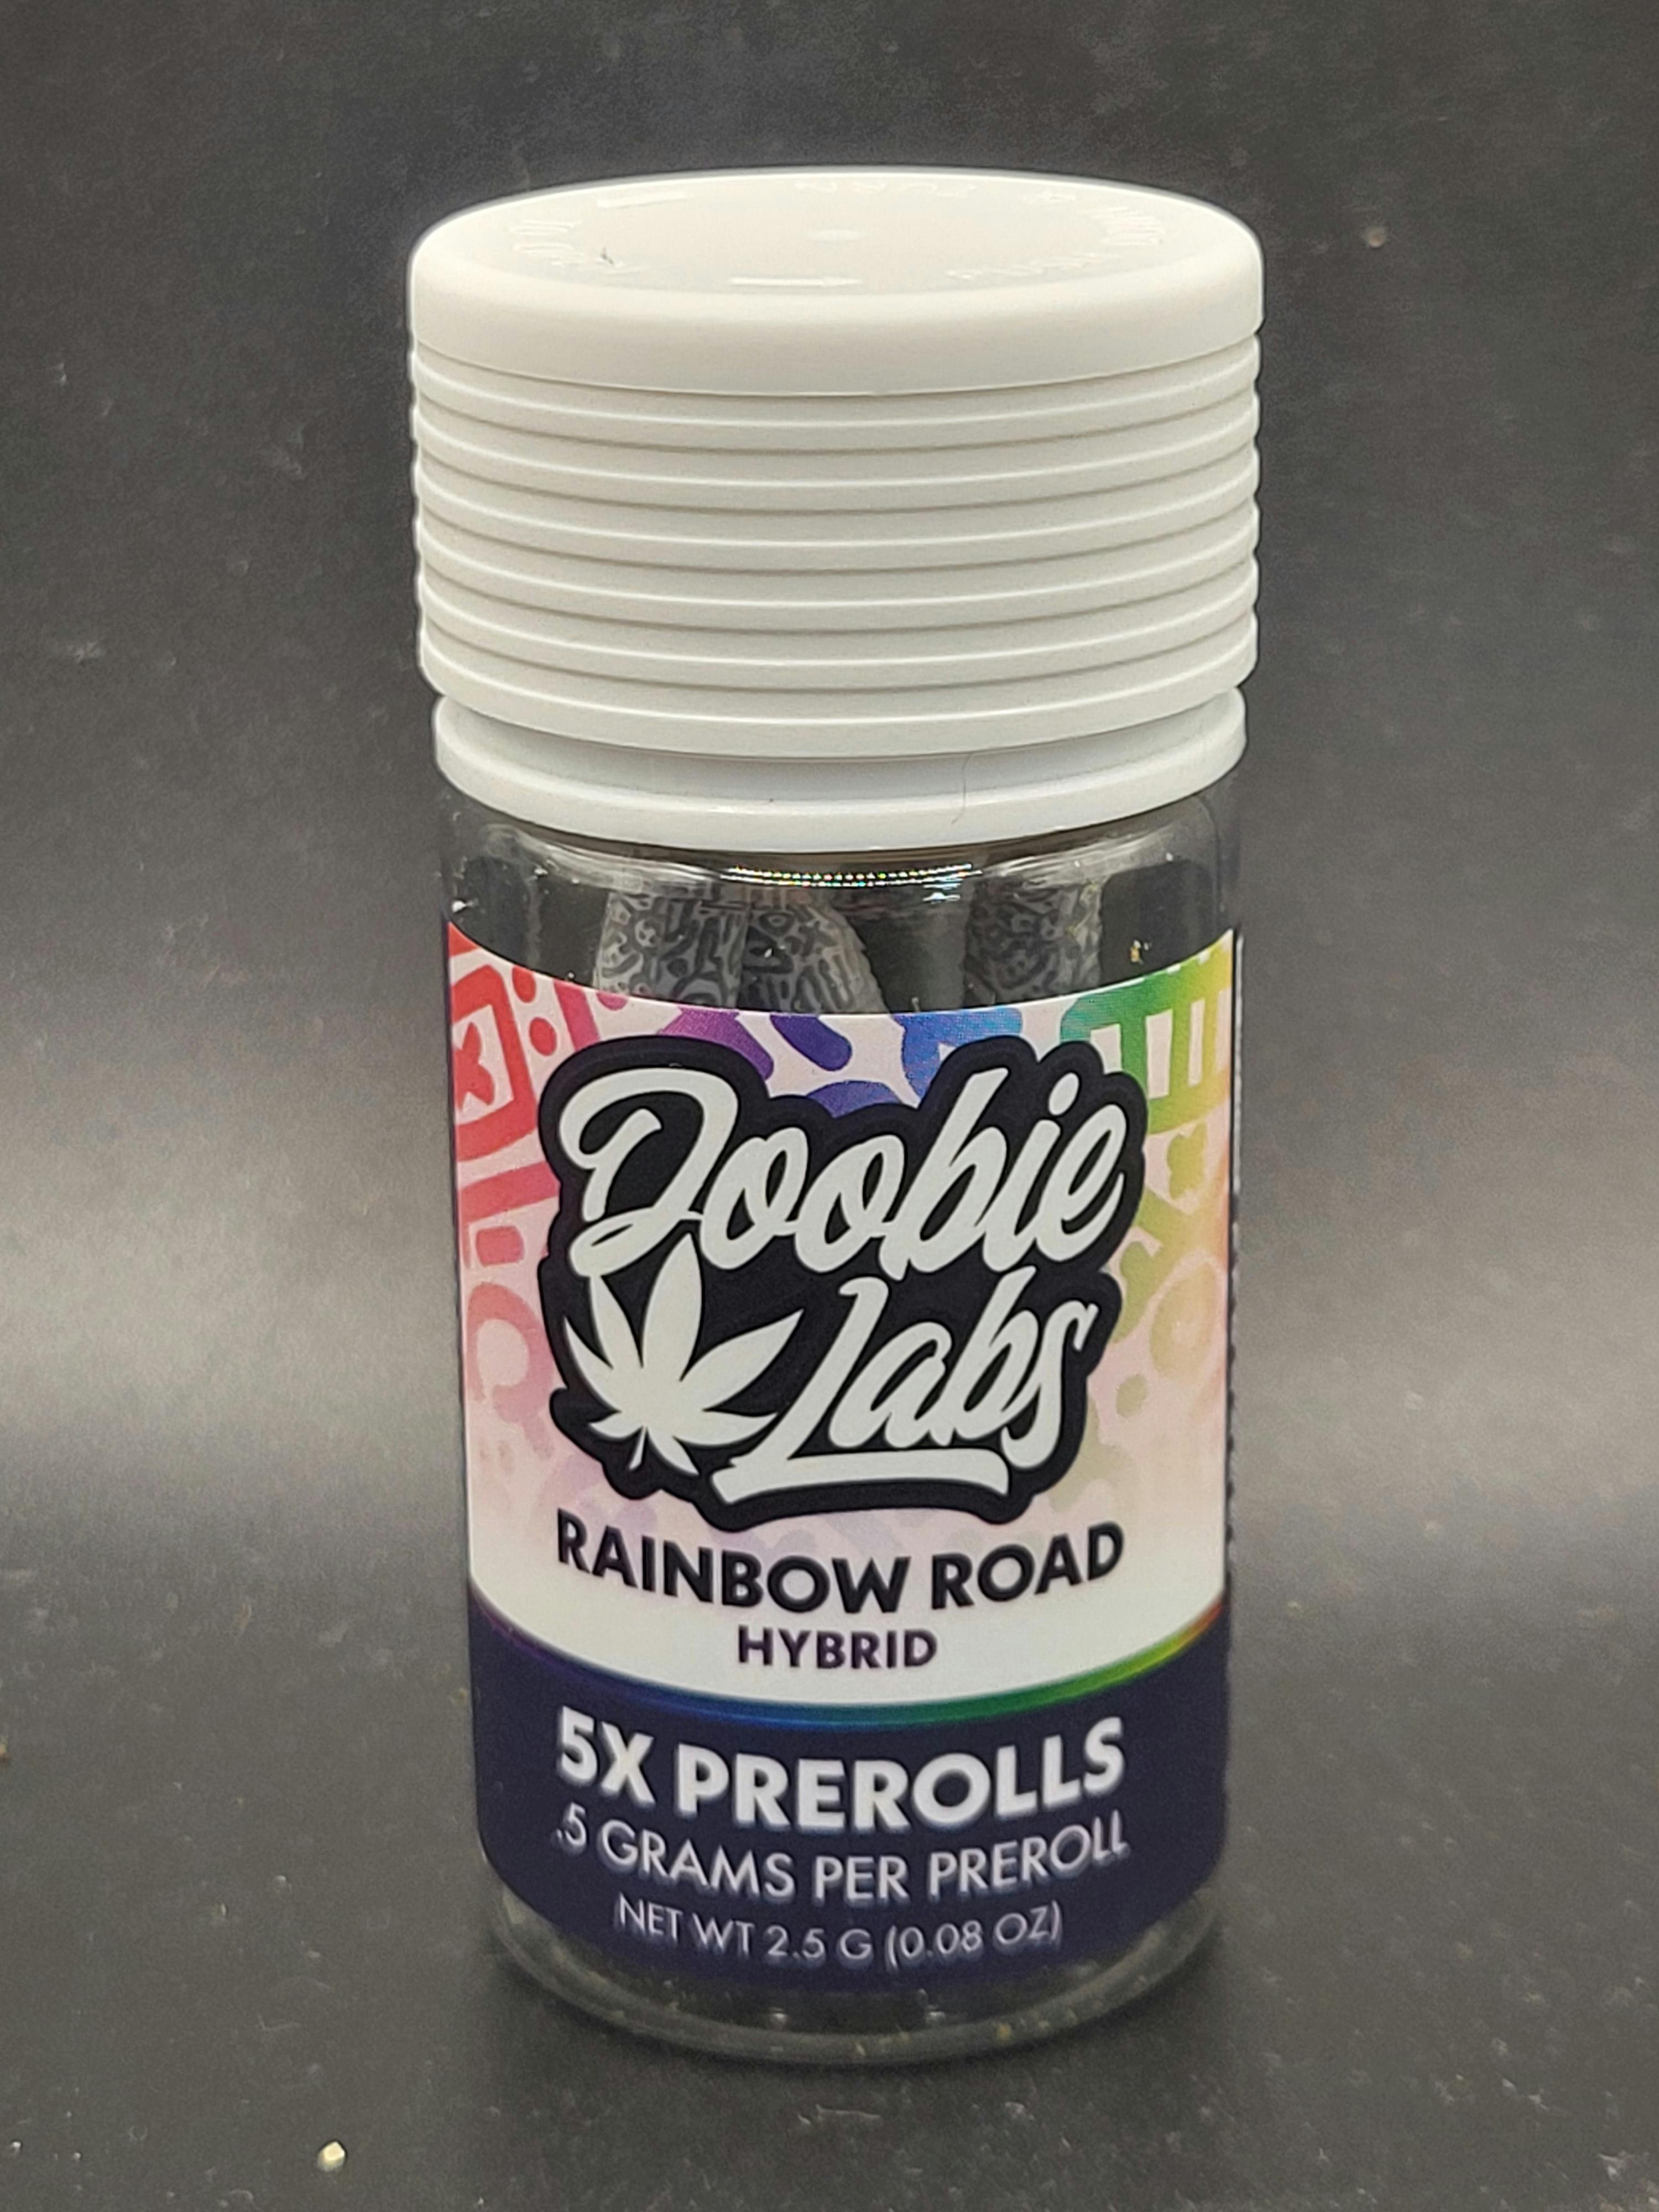 Doobie
Labs
RAINBOW ROAD
HYBRID
5X PREROLLS
.5 GRAMS PER PREROLL
NET WT 2.5 G (0.08 OZ)